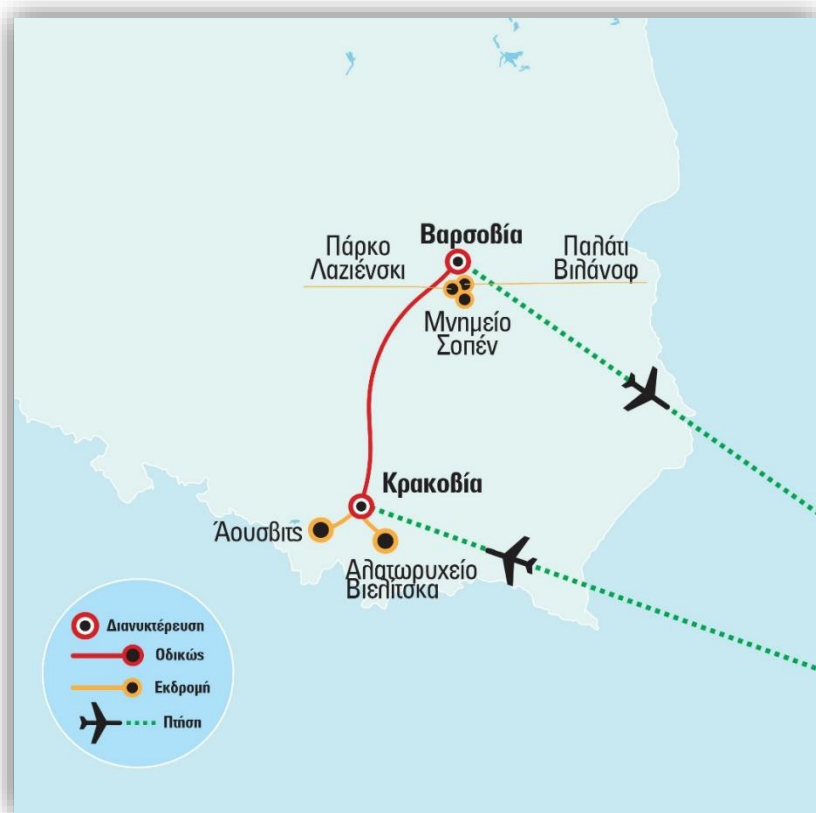 Βαρσοβία
Πάρκο
Λαζιένσκι
Παλάτι
Βιλάνοφ
Μνημείο
Σοπέν
Κρακοβία
Άουσβιτς
Αλατωρυχείο
Βιελίτσκα
Διανυκτέρευση
Οδικώς
Εκδρομή
Πτήση